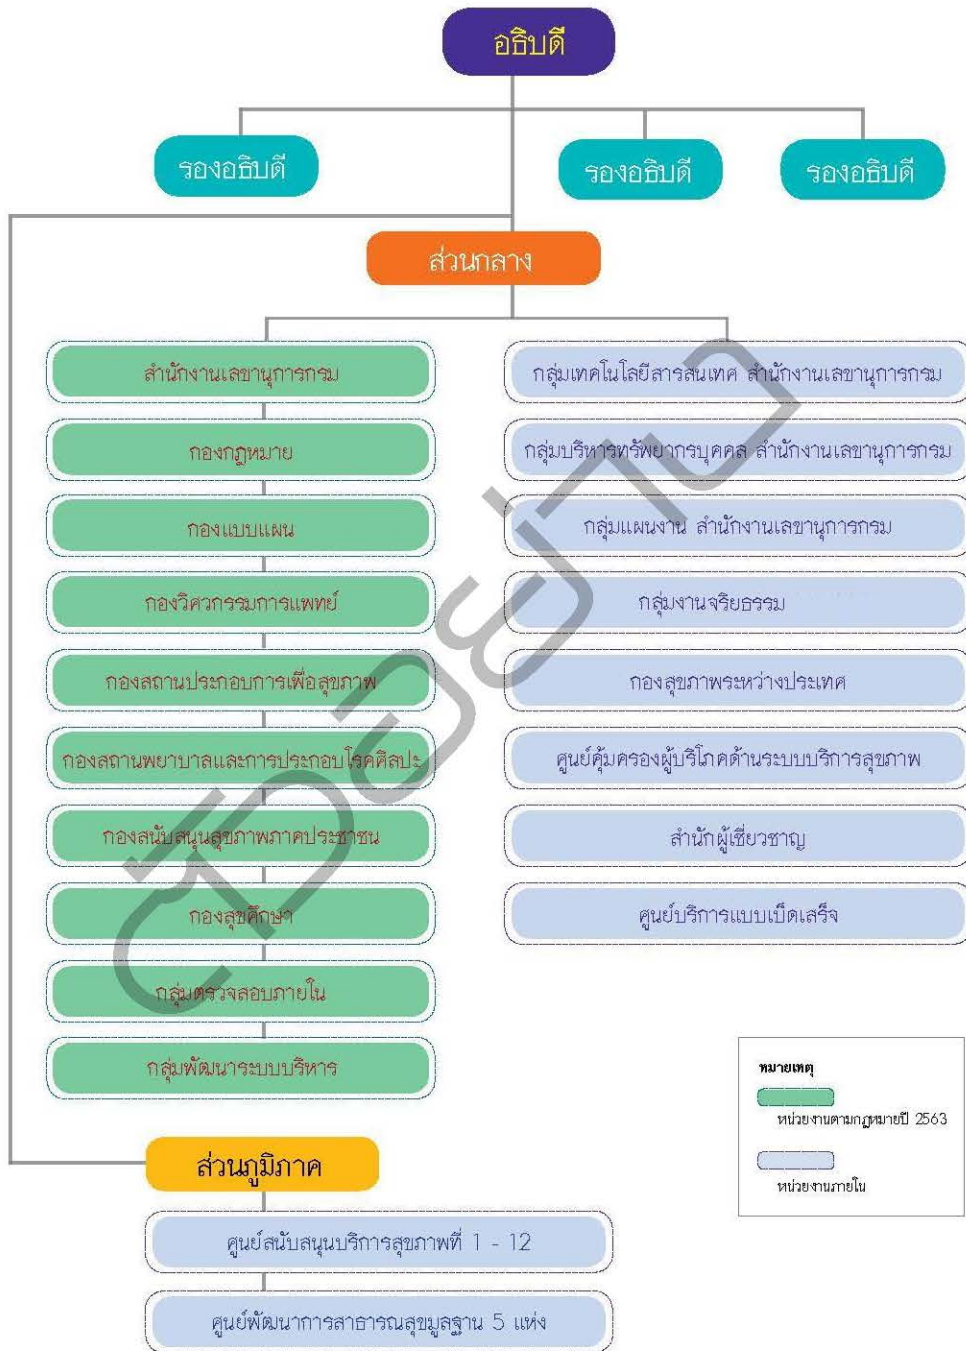 อธิบดี
รองอธิบดี
รองอธิบดี
รองอธิบดี
ส่วนกลาง
สำนักงานเลขานุการกรม
กองกฎหมาย
กองแบบแผน
กองวิศวกรรมการแพทย์
กองสถานประกอบการเพื่อสุขภาพ
กองสถานพยาบาลและการประกอบโรคศิลปะ
กองสนับสนุนสุขภาพภาคประชาชน
กองสุขศึกษา
กลุ่มตรวจสอบภายใน
กลุ่มพัฒนาระบบบริหาร
กลุ่มเทคโนโลยีสารสนเทศ สำนักงานเลขานุการกรม
กลุ่มบริหารทรัพยากรบุคคล สำนักงานเลขานุการกรม
กลุ่มแผนงาน สำนักงานเลขานุการกรม
กลุ่มงานจริยธรรม
กองสุขภาพระหว่างประเทศ
ศูนย์คุ้มครองผู้บริโภคด้านระบบบริการสุขภาพ
สำนักผู้เชี่ยวชาญ
ศูนย์บริการแบบเบ็ดเสร็จ
หมายเหตุ
หน่วยงานตามกฎหมายปี 2563
หน่วยงานภายใน
ส่วนภูมิภาค
ศูนย์สนับสนุนบริการสุขภาพที่ 1 - 12
ศูนย์พัฒนาการสาธารณสุขมูลฐาน 5 แห่ง
ตัวอย่าง